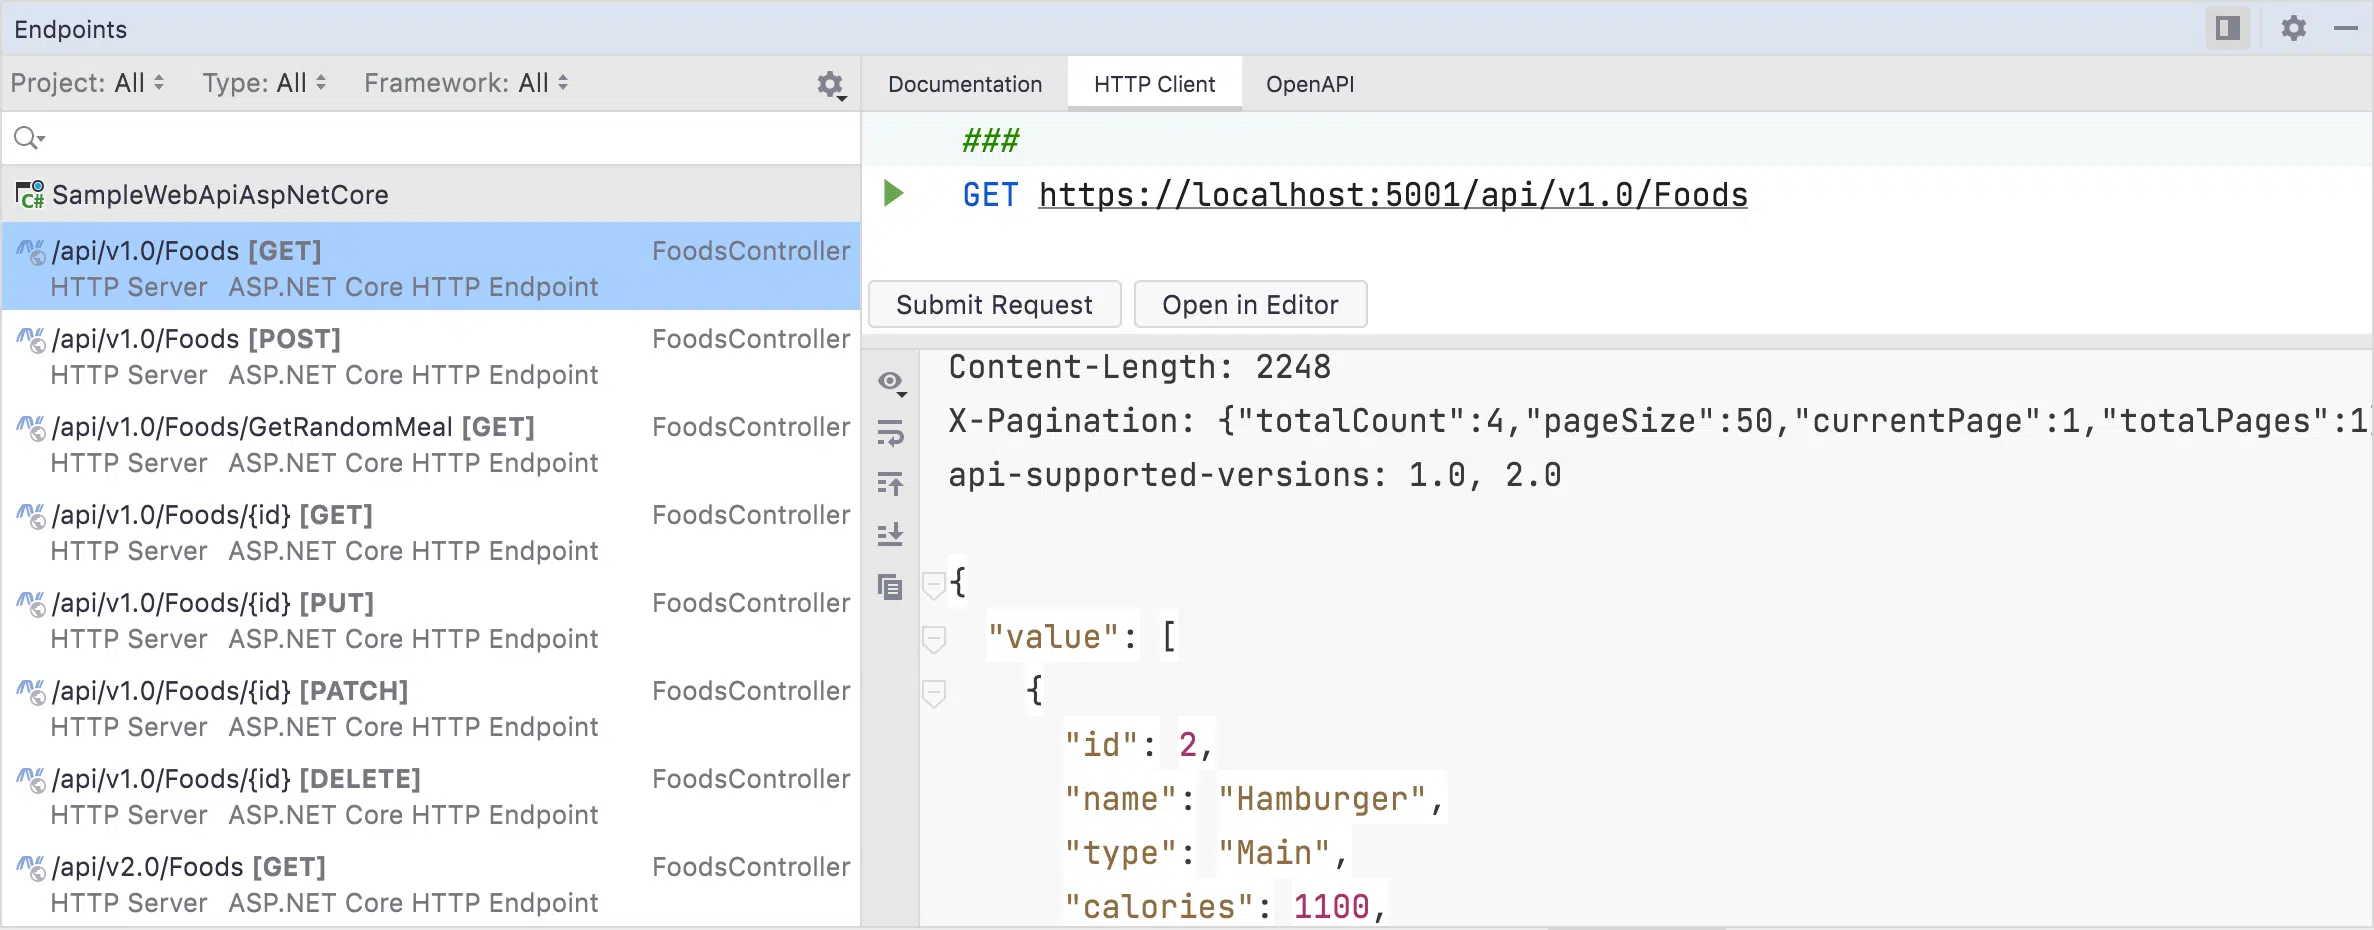 Endpoints
Project: All Type: All Framework: All
SampleWebApiAspNetCore
/api/v1.0/Foods [GET] FoodsController
HTTP Server ASP.NET Core HTTP Endpoint
/api/v1.0/Foods [POST] FoodsController
HTTP Server ASP.NET Core HTTP Endpoint
/api/v1.0/Foods/GetRandomMeal [GET] FoodsController
HTTP Server ASP.NET Core HTTP Endpoint
/api/v1.0/Foods/{id} [GET] FoodsController
HTTP Server ASP.NET Core HTTP Endpoint
/api/v1.0/Foods/{id} [PUT] FoodsController
HTTP Server ASP.NET Core HTTP Endpoint
/api/v1.0/Foods/{id} [PATCH] FoodsController
HTTP Server ASP.NET Core HTTP Endpoint
/api/v1.0/Foods/{id} [DELETE] FoodsController
HTTP Server ASP.NET Core HTTP Endpoint
/api/v2.0/Foods [GET] FoodsController
HTTP Server ASP.NET Core HTTP Endpoint
Documentation HTTP Client OpenAPI
###
GET https://localhost:5001/api/v1.0/Foods
Submit Request Open in Editor
Content-Length: 2248
X-Pagination: {"totalCount":4,"pageSize":50,"currentPage":1,"totalPages":1
api-supported-versions: 1.0, 2.0
{
"value": [
{
"id": 2,
"name": "Hamburger",
"type": "Main",
"calories": 1100,